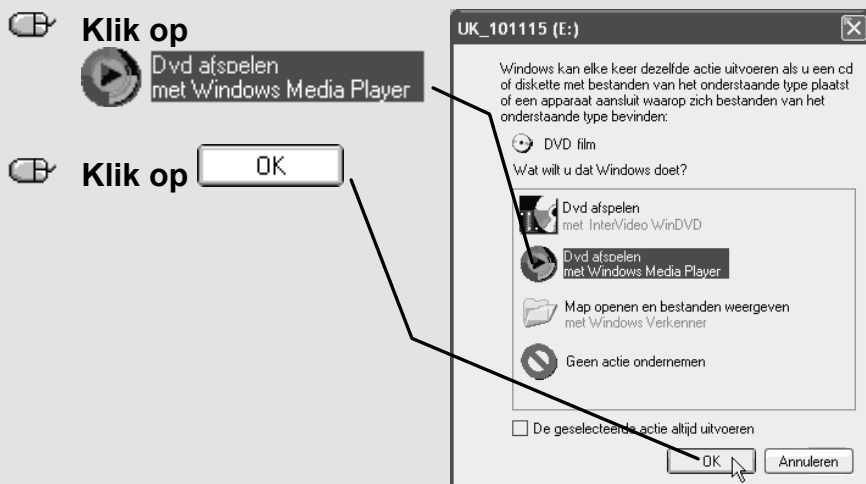 Klik op
Dvd afspelen
met Windows Media Player
Klik op OK
UK_101115 (E:)
Windows kan elke keer dezelfde actie uitvoeren als u een cd
of diskette met bestanden van het onderstaande type plaatst
of een apparaat aansluit waarop zich bestanden van het
onderstaande type bevinden:
DVD film
Wat wilt u dat Windows doet?
Dvd afspelen
met InterVideo WinDVD
Dvd afspelen
met Windows Media Player
Map openen en bestanden weergeven
met Windows Verkenner
Geen actie ondernemen
De geselecteerde actie altijd uitvoeren
OK Annuleren